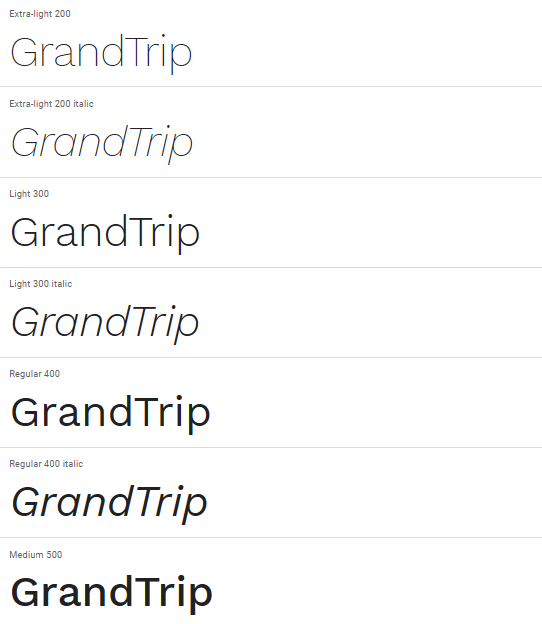 Extra-light 200
GrandTrip
Extra-light 200 italic
GrandTrip
Light 300
GrandTrip
Light 300 italic
GrandTrip
Regular 400
GrandTrip
Regular 400 italic
GrandTrip
Medium 500
GrandTrip